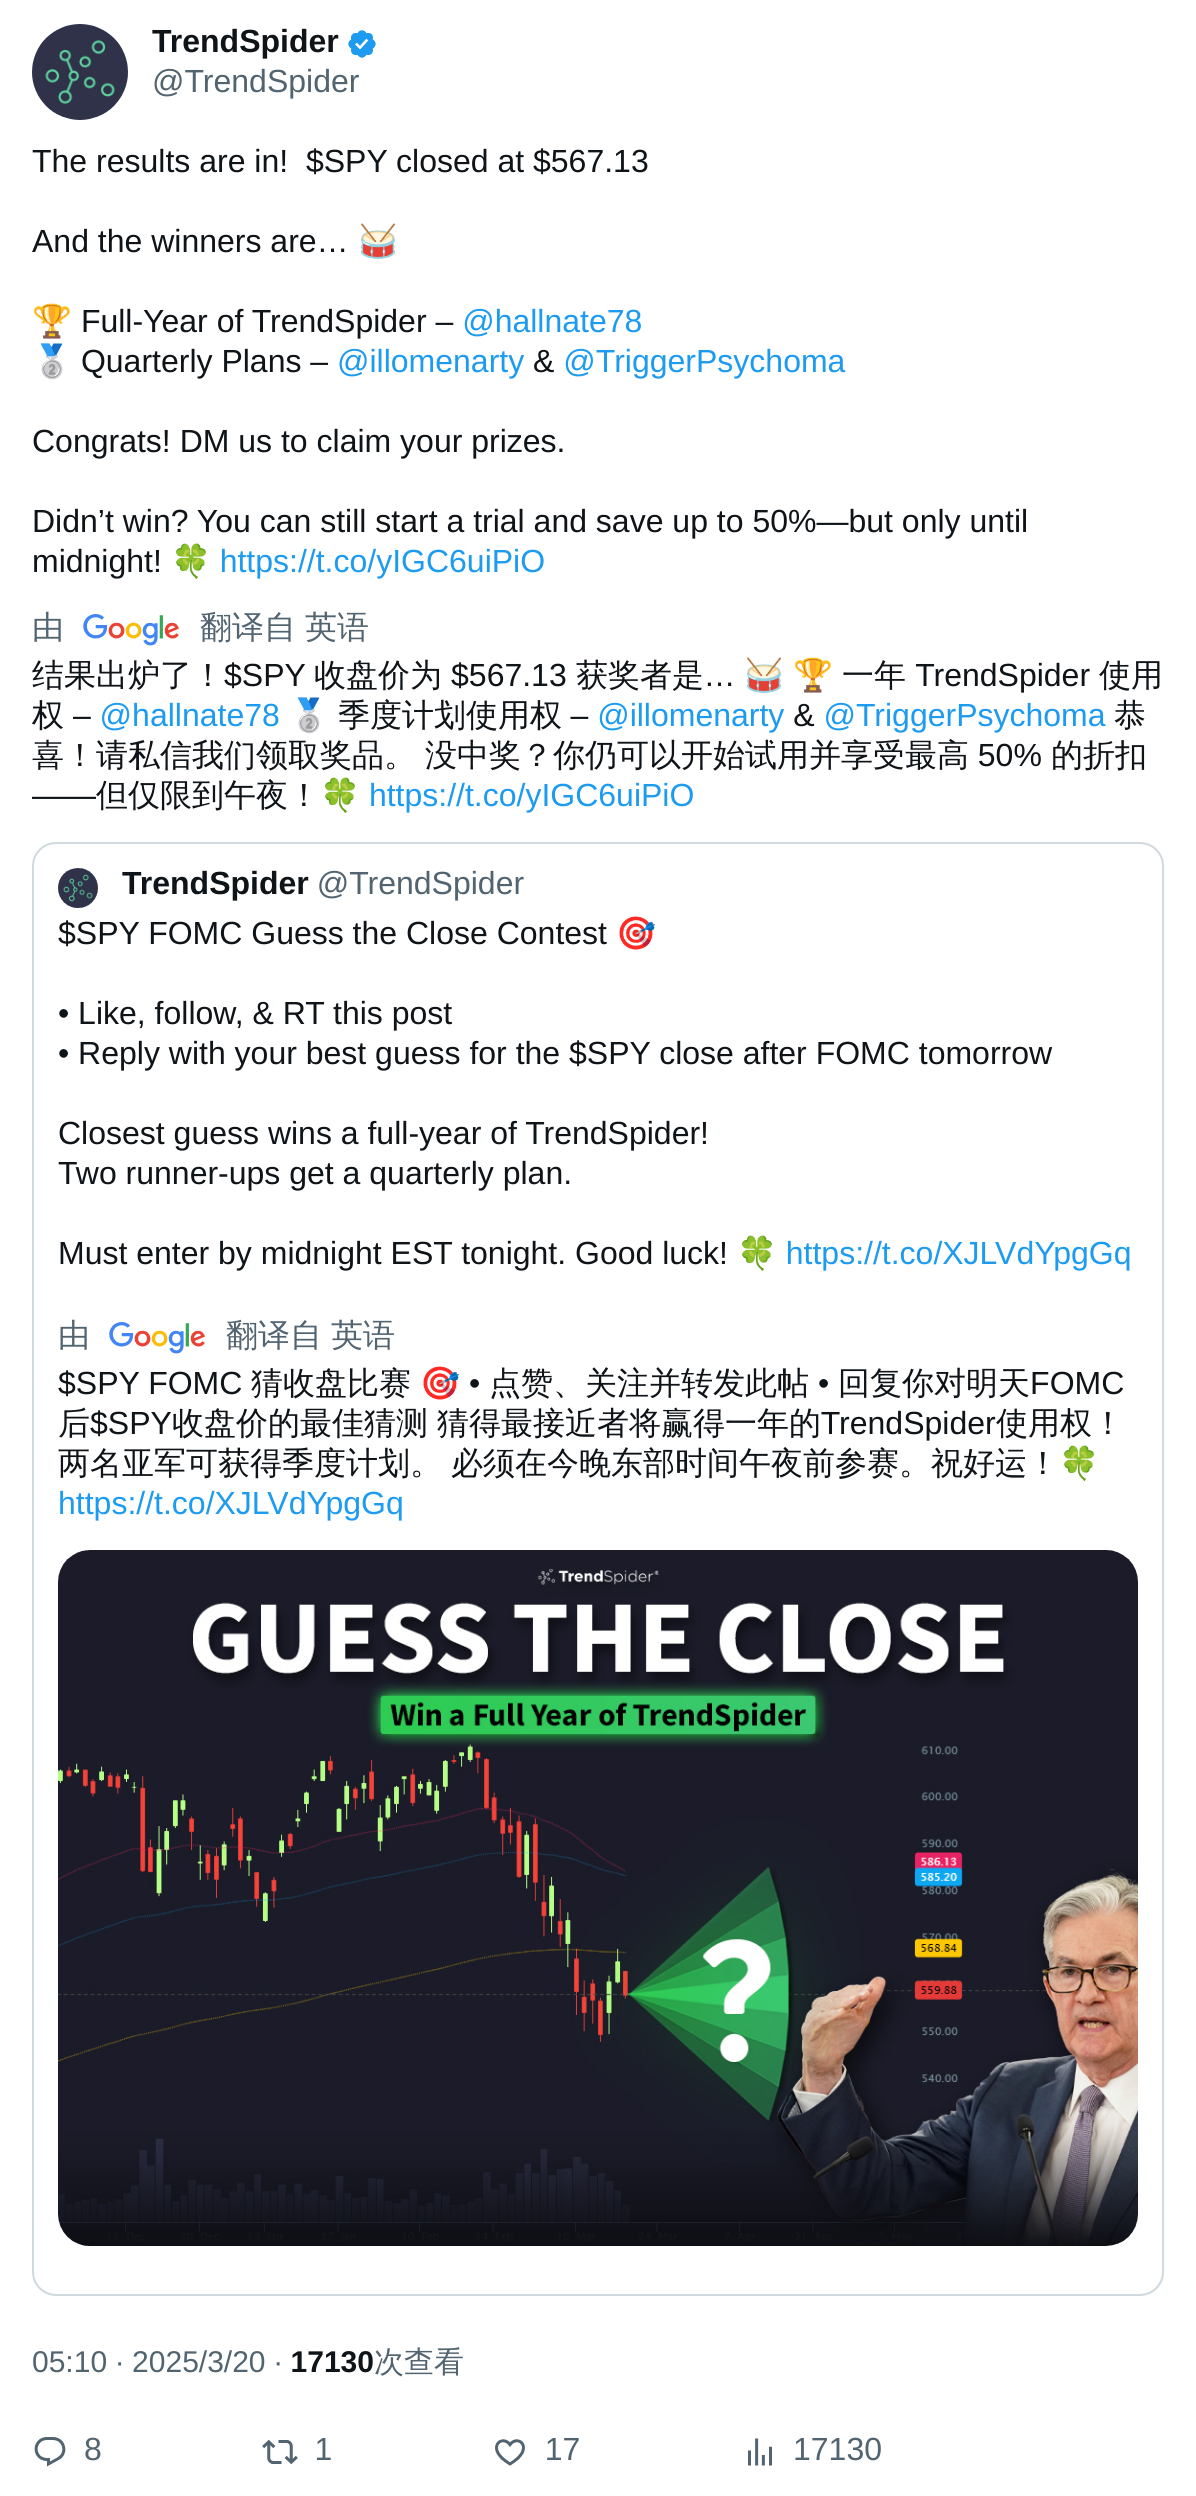 TrendSpider
@TrendSpider
The results are in!  $SPY closed at $567.13
And the winners are… 🥁
🏆 Full-Year of TrendSpider – @hallnate78
🥈 Quarterly Plans – @illomenarty & @TriggerPsychoma
Congrats! DM us to claim your prizes.
Didn’t win? You can still start a trial and save up to 50%—but only until
midnight! 🍀 https://t.co/yIGC6uiPiO
由 Google 翻译自 英语
结果出炉了！$SPY 收盘价为 $567.13 获奖者是… 🥁 🏆 一年 TrendSpider 使用
权 – @hallnate78 🥈 季度计划使用权 – @illomenarty & @TriggerPsychoma 恭
喜！请私信我们领取奖品。 没中奖？你仍可以开始试用并享受最高 50% 的折扣
——但仅限到午夜！🍀 https://t.co/yIGC6uiPiO
TrendSpider @TrendSpider
$SPY FOMC Guess the Close Contest 🎯
• Like, follow, & RT this post
• Reply with your best guess for the $SPY close after FOMC tomorrow
Closest guess wins a full-year of TrendSpider!
Two runner-ups get a quarterly plan.
Must enter by midnight EST tonight. Good luck! 🍀 https://t.co/XJLVdYpgGq
由 Google 翻译自 英语
$SPY FOMC 猜收盘比赛 🎯 • 点赞、关注并转发此帖 • 回复你对明天FOMC
后$SPY收盘价的最佳猜测 猜得最接近者将赢得一年的TrendSpider使用权！
两名亚军可获得季度计划。 必须在今晚东部时间午夜前参赛。祝好运！🍀
https://t.co/XJLVdYpgGq
TrendSpider
GUESS THE CLOSE
Win a Full Year of TrendSpider
610.00
600.00
590.00
586.13
585.20
580.00
570.00
568.84
559.88
550.00
540.00
?
05:10 · 2025/3/20 · 17130次查看
8
1
17
17130